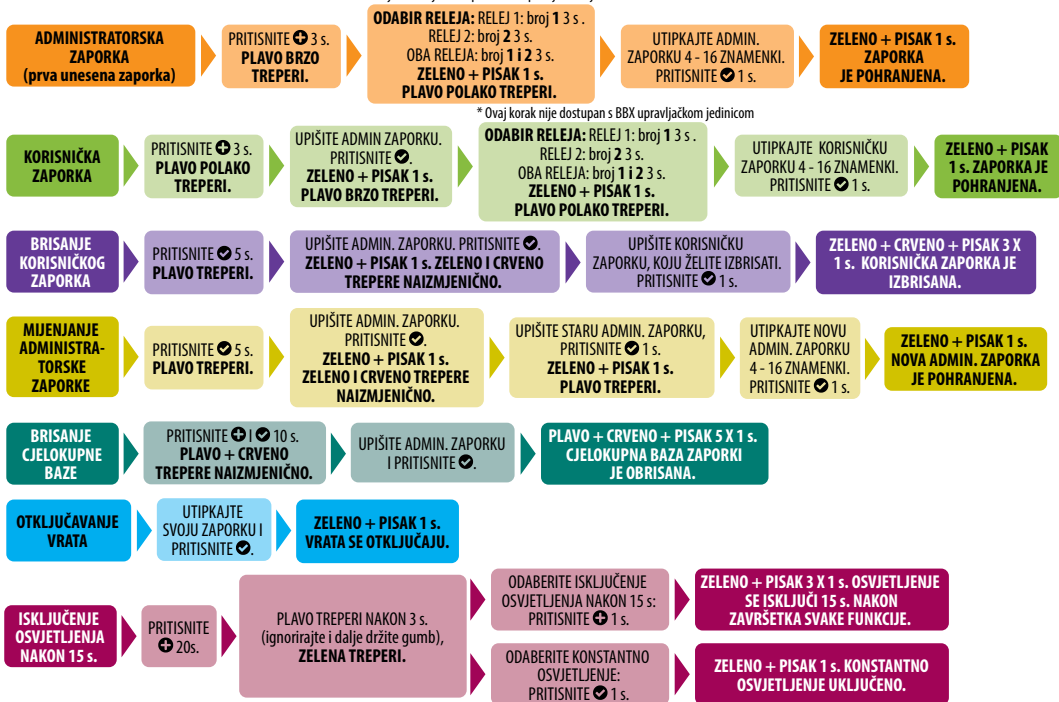 ADMINISTRATORSKA
ZAPORKA
(prva unesena zaporka)
PRITISNITE ✚ 3 s.
PLAVO BRZO
TREPERI.
ODABIR RELEJA: RELEJ 1: broj 1 3 s .
RELEJ 2: broj 2 3 s.
OBA RELEJA: broj 1 i 2 3 s.
ZELENO + PISAK 1 s.
PLAVO POLAKO TREPERI.
UTIPKAJTE ADMIN.
ZAPORKU 4 - 16 ZNAMENKI.
PRITISNITE ✔ 1 s.
ZELENO + PISAK 1 s.
ZAPORKA
JE POHRANJENA.
* Ovaj korak nije dostupan s BBX upravljačkom jedinicom
KORISNIČKA
ZAPORKA
PRITISNITE ✚ 3 s.
PLAVO POLAKO
TREPERI.
UPIŠITE ADMIN ZAPORKU.
PRITISNITE ✔.
ZELENO + PISAK 1 s.
PLAVO BRZO TREPERI.
ODABIR RELEJA: RELEJ 1: broj 1 3 s .
RELEJ 2: broj 2 3 s.
OBA RELEJA: broj 1 i 2 3 s.
ZELENO + PISAK 1 s.
PLAVO POLAKO TREPERI.
UTIPKAJTE KORISNIČKU
ZAPORKU 4 - 16 ZNAMENKI.
PRITISNITE ✔ 1 s.
ZELENO + PISAK
1 s. ZAPORKA JE
POHRANJENA.
BRISANJE
KORISNIČKOG
ZAPORKA
PRITISNITE ✔ 5 s.
PLAVO TREPERI.
UPIŠITE ADMIN. ZAPORKU. PRITISNITE ✔.
ZELENO + PISAK 1 s. ZELENO I CRVENO
TREPERE NAIZMJENIČNO.
UPIŠITE KORISNIČKU
ZAPORKU, KOJU ŽELITE IZBRISATI.
PRITISNITE ✔ 1 s.
ZELENO + CRVENO + PISAK 3 X
1 s. KORISNIČKA ZAPORKA JE
IZBRISANA.
MIJENJANJE
ADMINISTRA-
TORSKE
ZAPORKE
PRITISNITE ✔ 5 s.
PLAVO TREPERI.
UPIŠITE ADMIN. ZAPORKU.
PRITISNITE ✔.
ZELENO + PISAK 1 s.
ZELENO I CRVENO TREPERE
NAIZMJENIČNO.
UPIŠITE STARU ADMIN. ZAPORKU,
PRITISNITE ✔ 1 s.
ZELENO + PISAK 1 s.
PLAVO TREPERI.
UTIPKAJTE NOVU
ADMIN. ZAPORKU
4 - 16 ZNAMENKI.
PRITISNITE ✔ 1 s.
ZELENO + PISAK 1 s.
NOVA ADMIN. ZAPORKA
JE POHRANJENA.
BRISANJE
CJELOKUPNE
BAZE
PRITISNITE ✚ I ✔ 10 s.
PLAVO + CRVENO
TREPERE NAIZMJENIČNO.
UPIŠITE ADMIN. ZAPORKU
I PRITISNITE ✔.
PLAVO + CRVENO + PISAK 5 X 1 s.
CJELOKUPNA BAZA ZAPORKI
JE OBRISANA.
OTKLJUČAVANJE
VRATA
UTIPKAJTE
SVOJU ZAPORKU I
PRITISNITE ✔.
ZELENO + PISAK 1 s.
VRATA SE OTKLJUČAJU.
ISKLJUČENJE
OSVJETLJENJA
NAKON 15 s.
PRITISNITE
✚ 20s.
PLAVO TREPERI NAKON 3 s.
(ignorirajte i dalje držite gumb),
ZELENA TREPERI.
ODABERITE ISKLJUČENJE
OSVJETLJENJA NAKON 15 s:
PRITISNITE ✚ 1 s.
ZELENO + PISAK 3 X 1 s. OSVJETLJENJE
SE ISKLJUČI 15 s. NAKON
ZAVRŠETKA SVAKE FUNKCIJE.
ODABERITE KONSTANTNO
OSVJETLJENJE:
PRITISNITE ✔ 1 s.
ZELENO + PISAK 1 s. KONSTANTNO
OSVJETLJENJE UKLJUČENO.